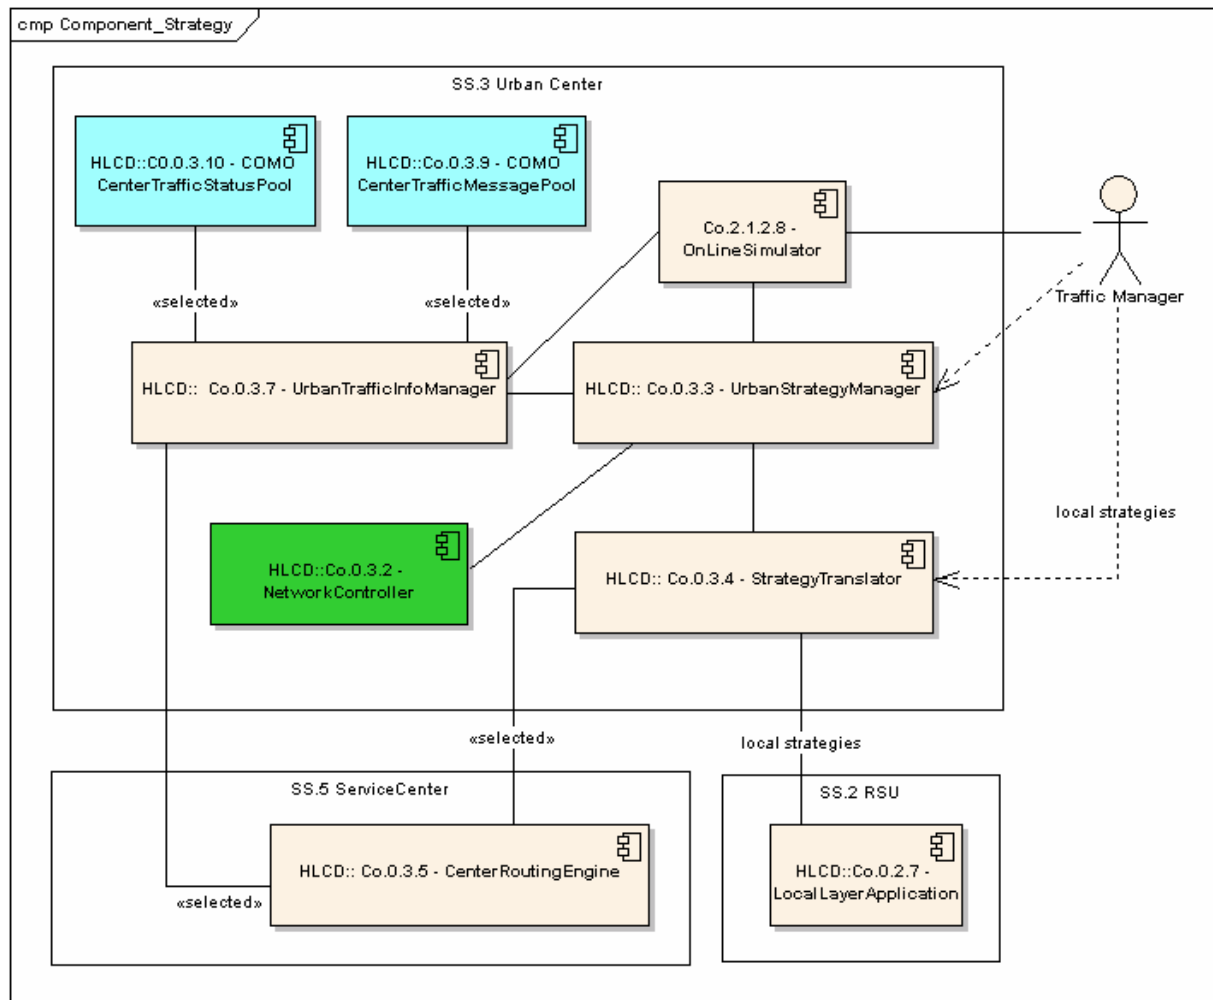 cmp Component_Strategy
SS.3 Urban Center
HLCD::C0.0.3.10 - COMO
CenterTrafficStatusPool
HLCD::Co.0.3.9 - COMO
CenterTrafficMessagePool
Co.2.1.2.8 -
OnLineSimulator
Traffic Manager
«selected»
«selected»
HLCD:: Co.0.3.7 - UrbanTrafficInfoManager
HLCD:: Co.0.3.3 - UrbanStrategyManager
local strategies
HLCD::Co.0.3.2 -
NetworkController
HLCD:: Co.0.3.4 - StrategyTranslator
«selected»
local strategies
SS.5 ServiceCenter
SS.2 RSU
HLCD:: Co.0.3.5 - CenterRoutingEngine
HLCD::Co.0.2.7 -
LocalLayerApplication
«selected»